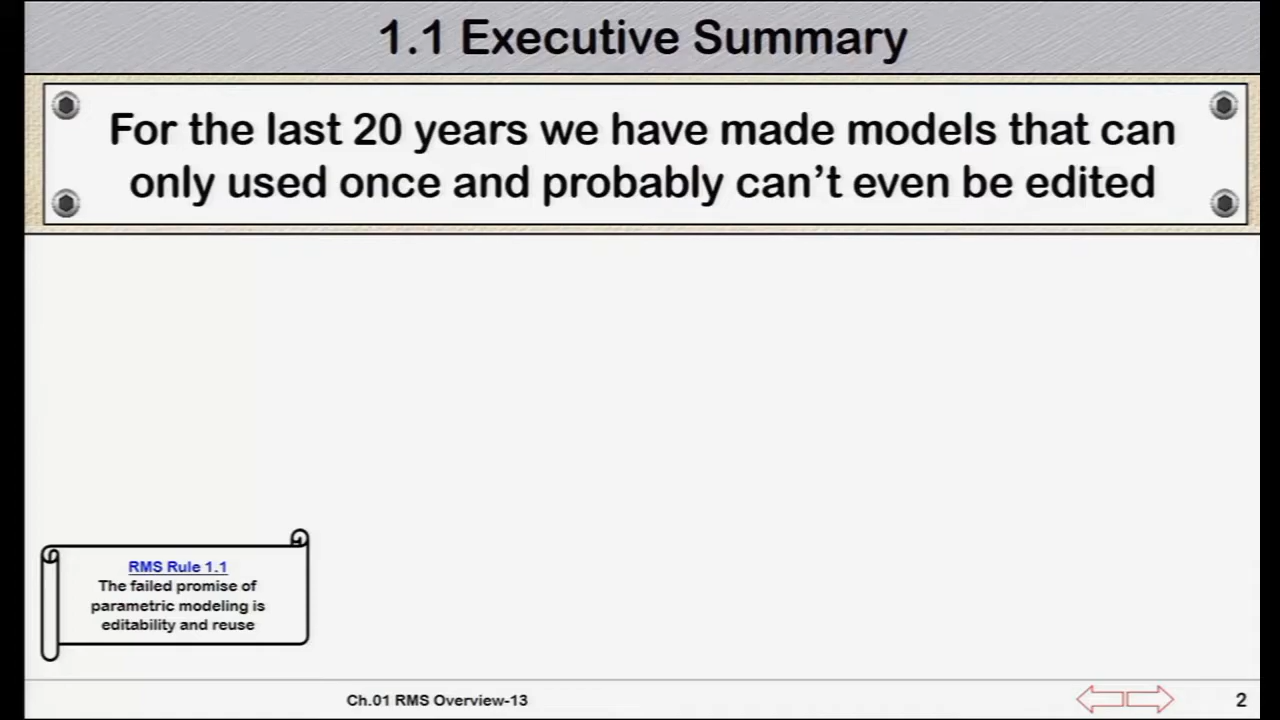 1.1 Executive Summary
For the last 20 years we have made models that can
only used once and probably can't even be edited
RMS Rule 1.1
The failed promise of
parametric modeling is
editability and reuse
Ch.01 RMS Overview-13
2